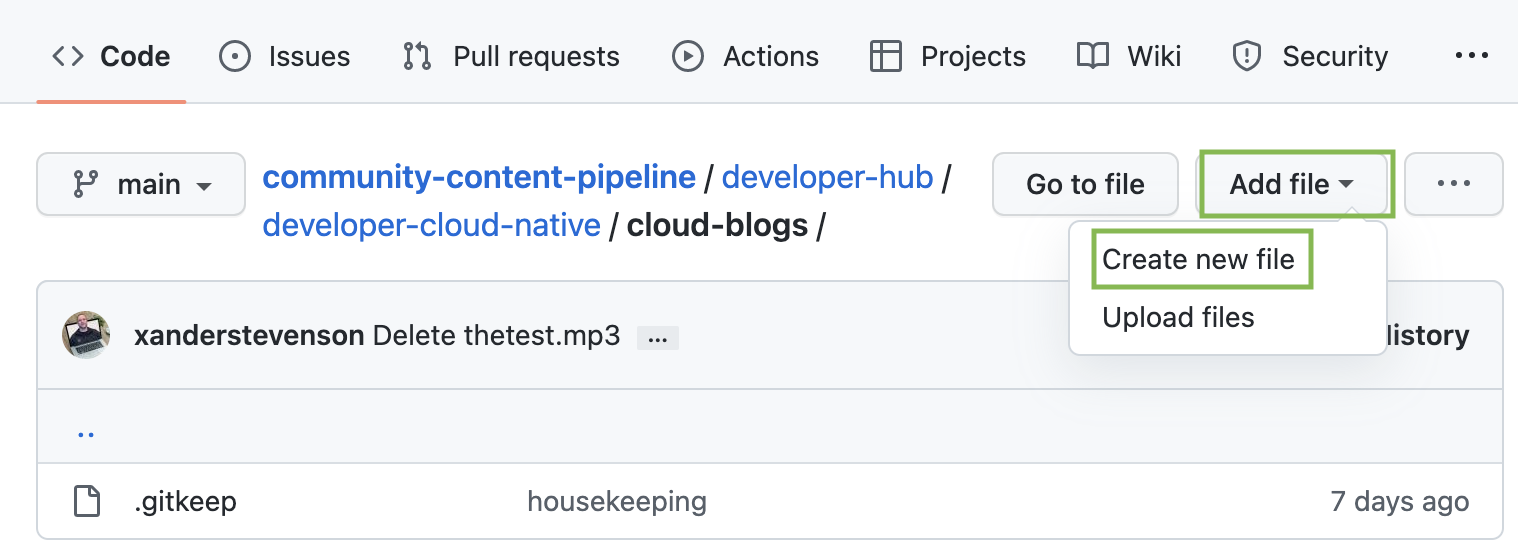 Code Issues Pull requests Actions Projects Wiki Security ...
main community-content-pipeline / developer-hub / Go to file Add file ...
developer-cloud-native / cloud-blogs /
Create new file
Upload files
xanderstevenson Delete thetest.mp3 ... listory
..
.gitkeep housekeeping 7 days ago